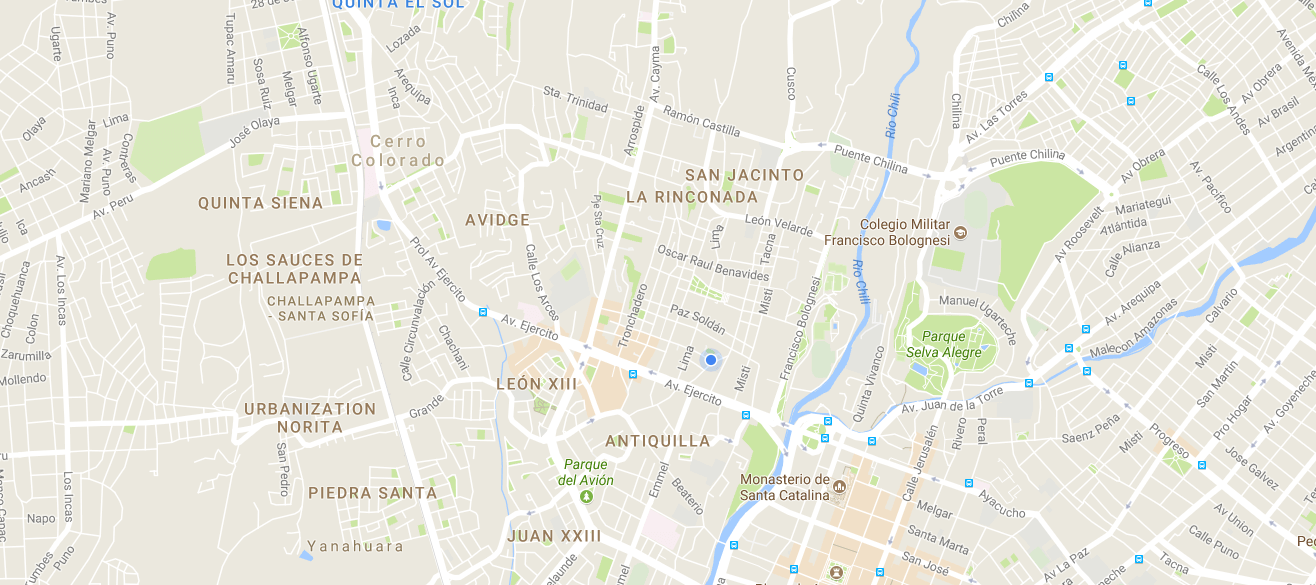 QUINTA EL SOL
28 de
Ugarte
Av. Puno
Tupac Amaru
Alfonso Ugarte
Melgar
Sosa Ruiz
Lozada
Arequipa
Inca
Av. Cayma
Sta. Trinidad
Arrospide
Ramón Castilla
Cusco
Rio Chili
Chilina
Chilina
Av. Las Torres
Calle Los Andes
Av Obrera
Av Brasil
Argentina
Avenida
Olaya
Lima
José Olaya
Mariano Melgar
Av. Puno
Contreras
Ancash
Av. Peru
Cerro
Colorado
Puente Chilina
Puente Chilina
Av Obrera
Av. Pacífico
SAN JACINTO
LA RINCONADA
QUINTA SIENA
AVIDGE
Pje Sta Cruz
León Velarde
Lima
Tacna
Colegio Militar
Francisco Bolognesi
Mariategui
Atlántida
Calle Alianza
Av Roosevelt
LOS SAUCES DE
CHALLAPAMPA
CHALLAPAMPA
- SANTA SOFÍA
Av. Los Incas
Choquehuanca
Colon
Zarumilla
Mollendo
Prol Av Ejercito
Calle Los Arces
Oscar Raul Benavides
Rio Chili
Misti
Paz Soldán
Tronchadero
Francisco Bolognesi
Manuel Ugarteche
Av. Arequipa
Malecon Amazonas
Calvario
Parque
Selva Alegre
Calle Circunvalación
Chachani
Av. Ejercito
Lima
Misti
Av. Ejercito
Quinta Vivanco
Misti
San Martin
Pro Hogar
Av. Goyeneche
LEÓN XIII
URBANIZATION
NORITA
Grande
Av. Juan de la Torre
ANTIQUILLA
Rivero
Peral
Saenz Peña
Misti
Progreso
Jose Galvez
San Pedro
Parque
del Avión
Emmel
Beaterio
Monasterio de
Santa Catalina
Calle Jerusalén
Ayacucho
Melgar
Los Incas
PIEDRA SANTA
Napo
Puno
Yanahuara
JUAN XXIII
Santa Marta
San José
Av La Paz
Av Union
Calle Puno
Tacna
Goyeneche